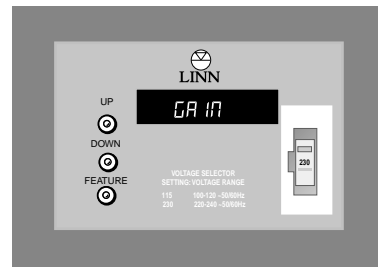 LINN
UP
GAIN
DOWN
FEATURE
230
VOLTAGE SELECTOR
SETTING: VOLTAGE RANGE
115 100-120 ~50/60Hz
230 220-240 ~50/60Hz